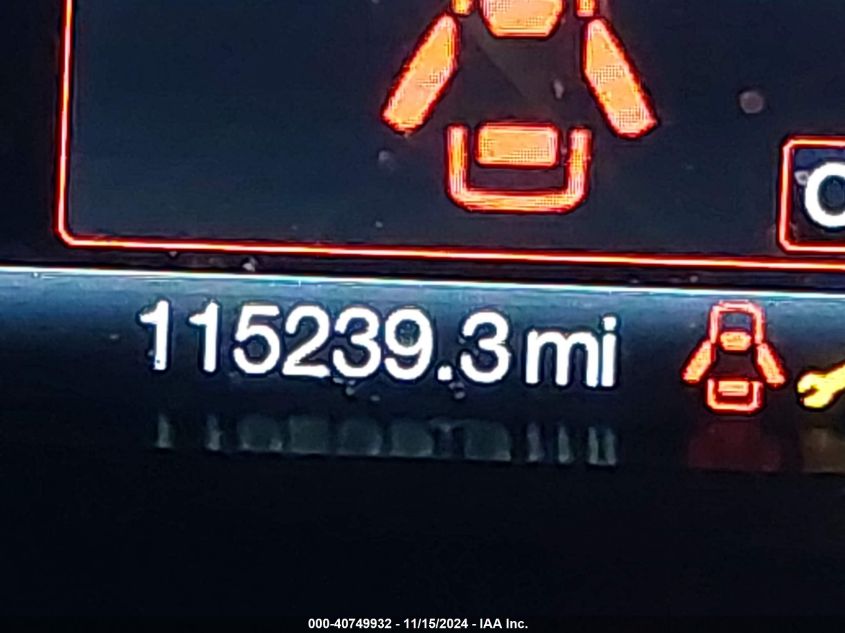 115239.3 mi
000-40749932 - 11/15/2024 - IAA Inc.